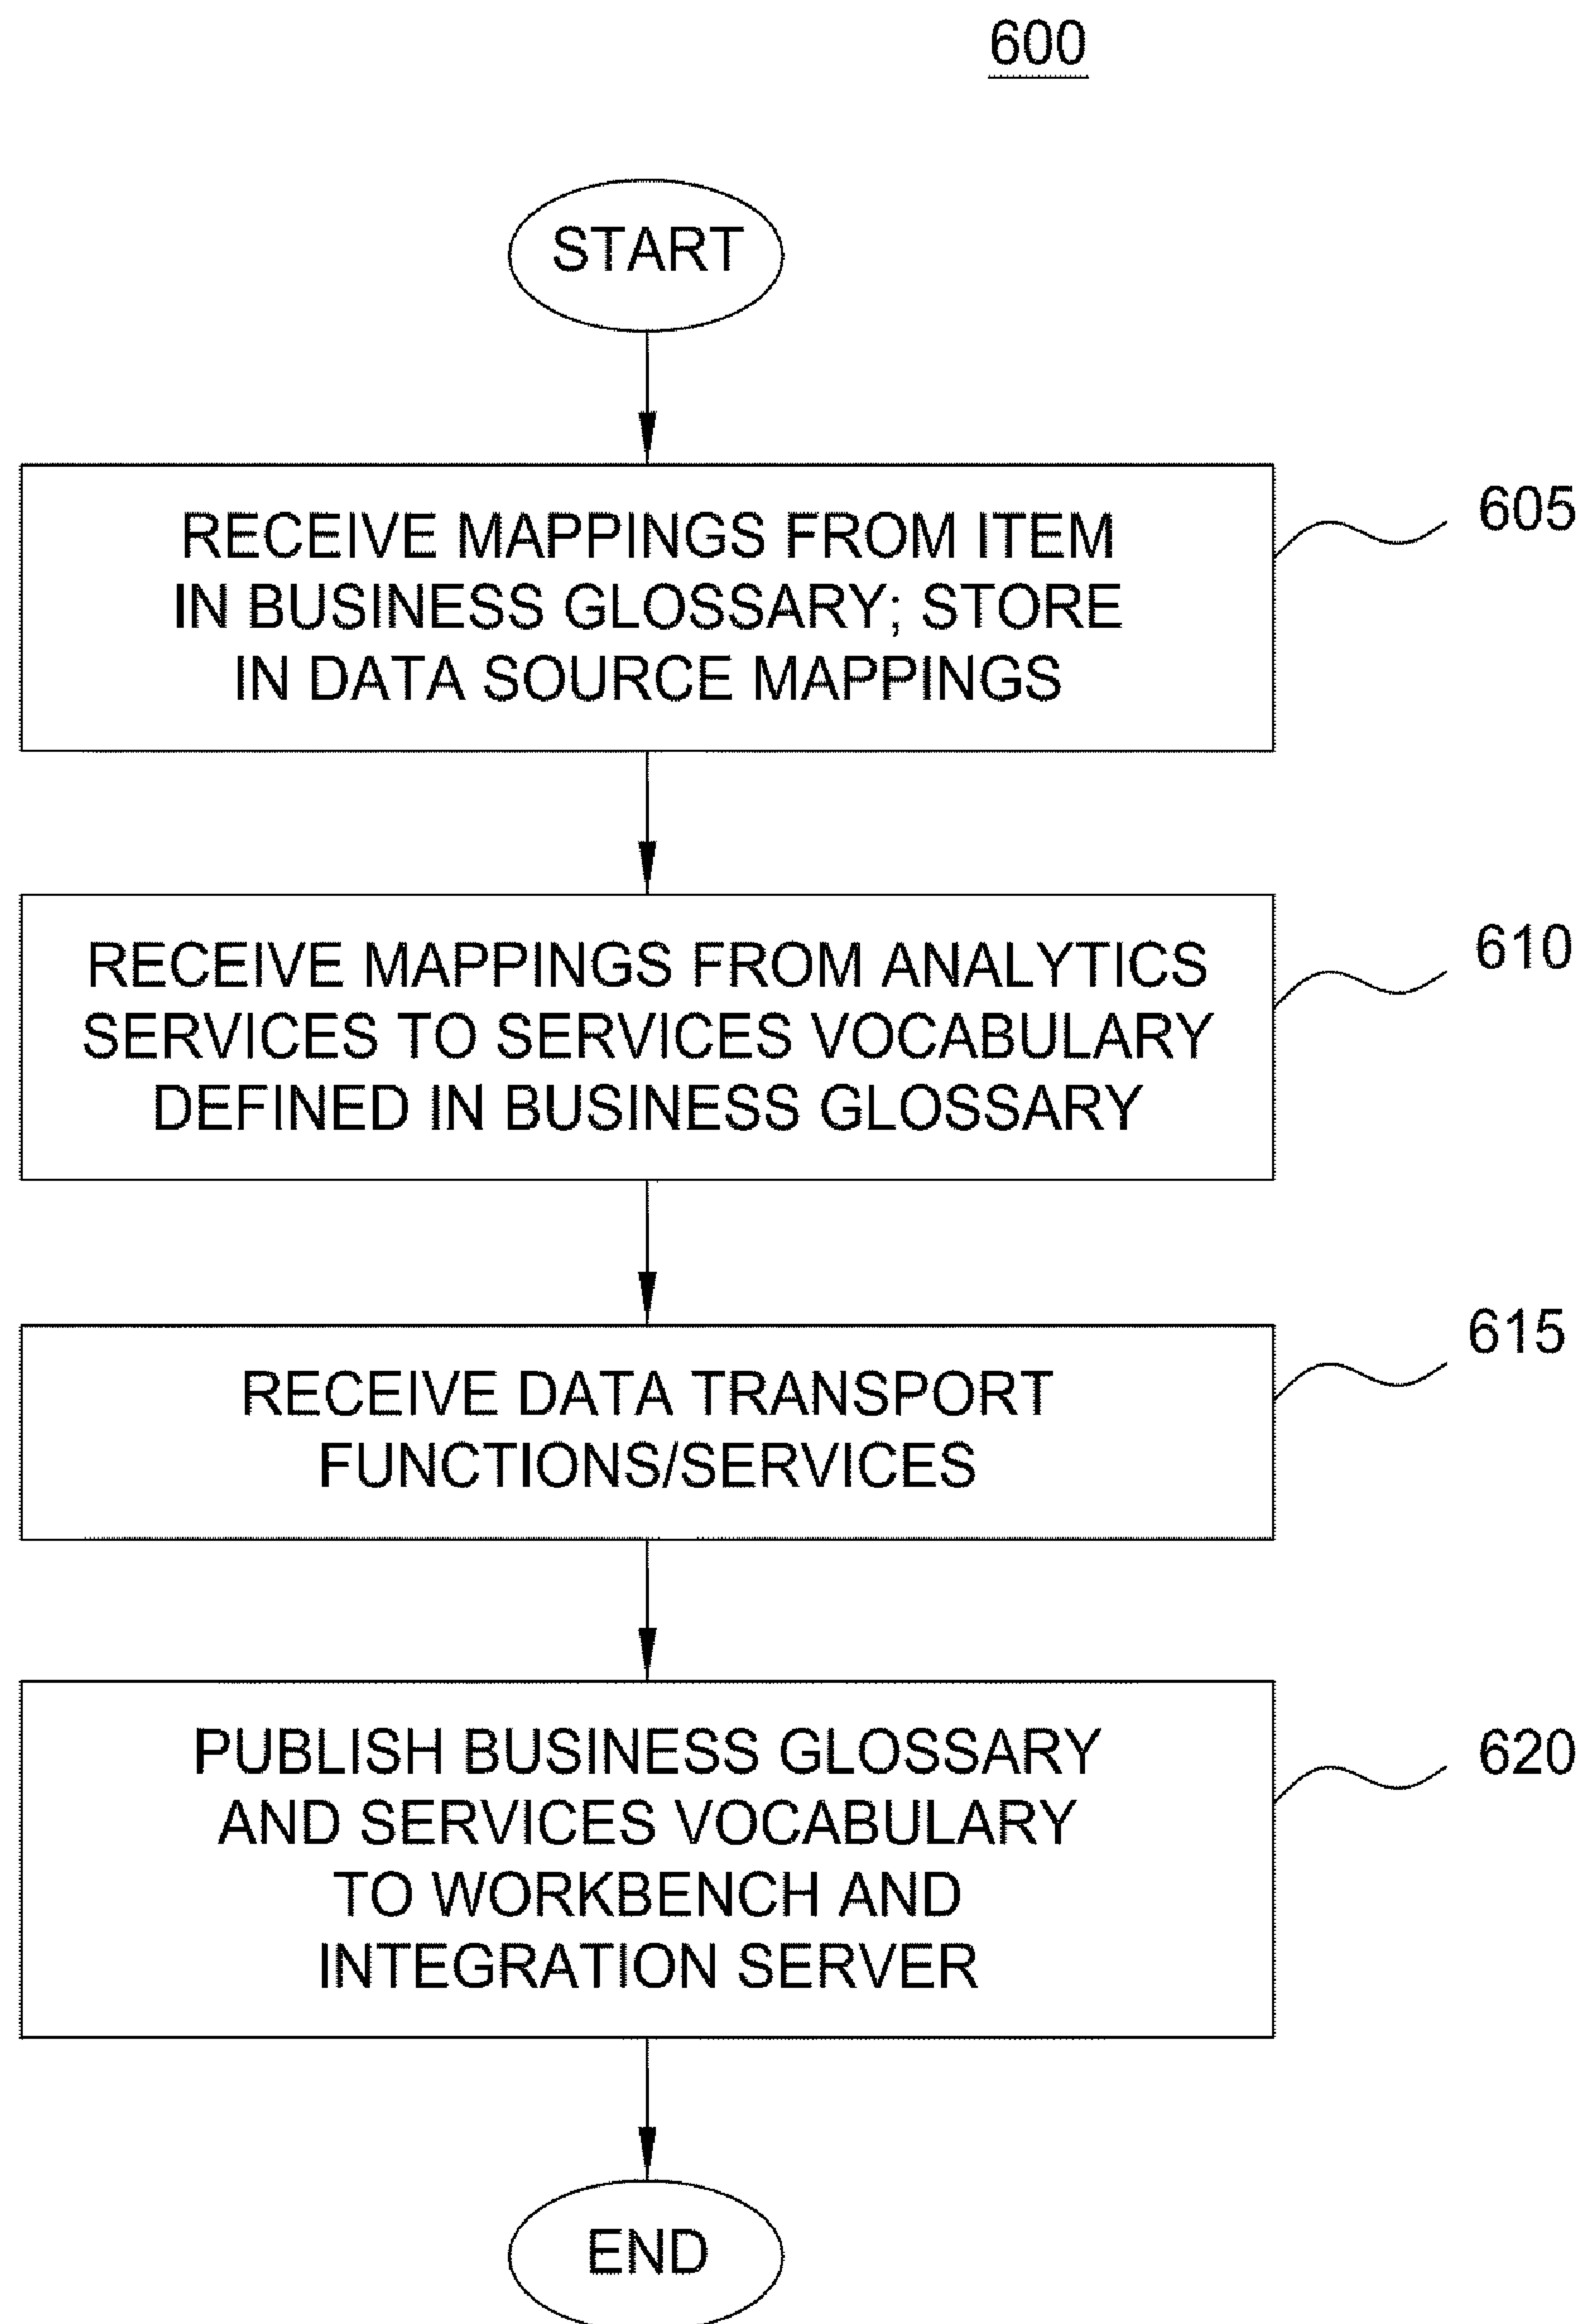 600
START
RECEIVE MAPPINGS FROM ITEM
IN BUSINESS GLOSSARY; STORE
IN DATA SOURCE MAPPINGS
605
RECEIVE MAPPINGS FROM ANALYTICS
SERVICES TO SERVICES VOCABULARY
DEFINED IN BUSINESS GLOSSARY
610
RECEIVE DATA TRANSPORT
FUNCTIONS/SERVICES
615
PUBLISH BUSINESS GLOSSARY
AND SERVICES VOCABULARY
TO WORKBENCH AND
INTEGRATION SERVER
620
END